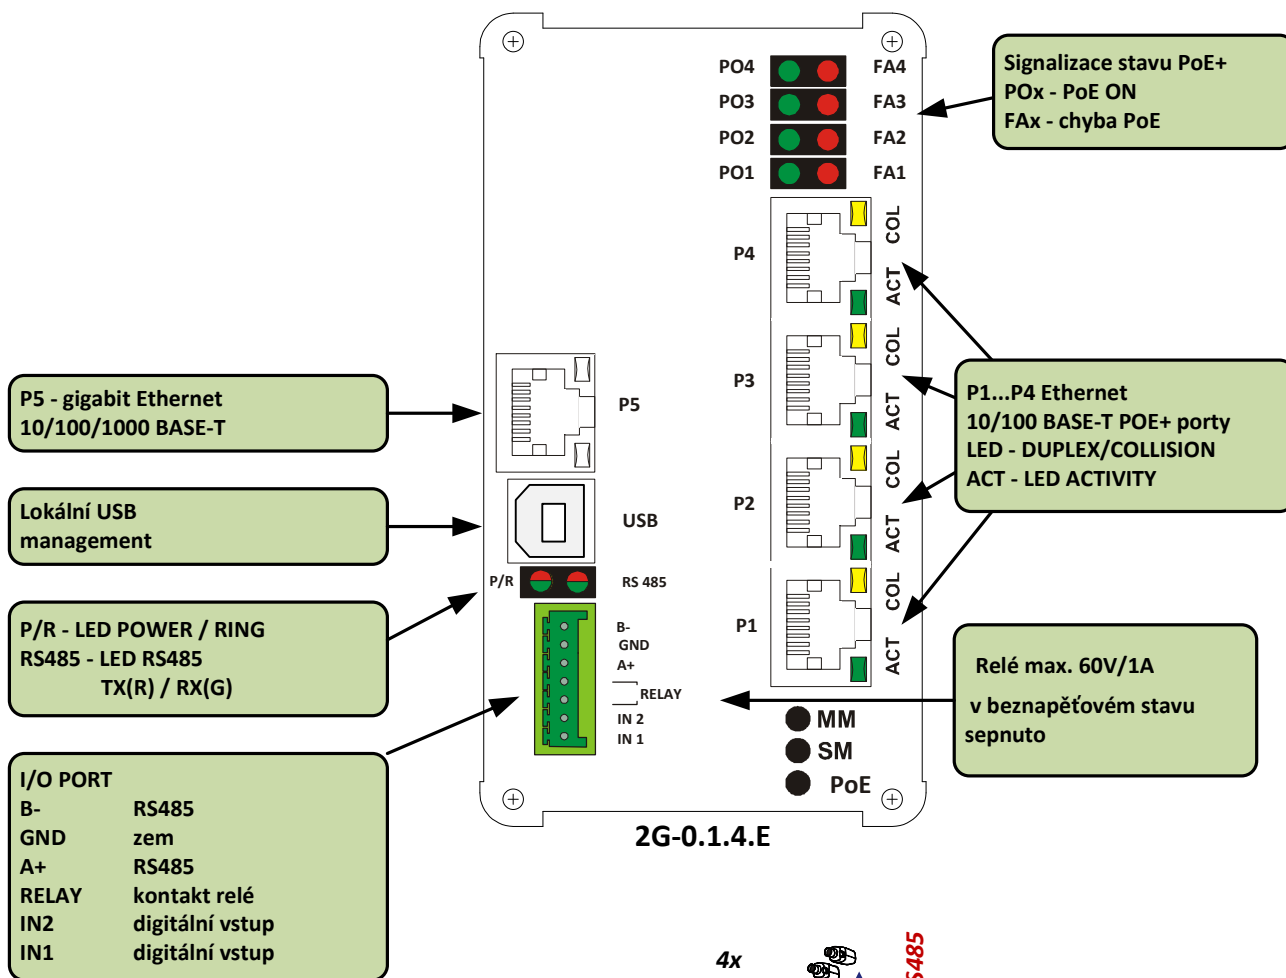 PO4
FA4
PO3
FA3
PO2
FA2
PO1
FA1
Signalizace stavu PoE+
POx - PoE ON
FAx - chyba PoE
P4
COL
ACT
P3
COL
ACT
P2
COL
ACT
P1
COL
ACT
P1...P4 Ethernet
10/100 BASE-T POE+ porty
LED - DUPLEX/COLLISION
ACT - LED ACTIVITY
P5 - gigabit Ethernet
10/100/1000 BASE-T
P5
Lokální USB
management
USB
P/R
RS 485
P/R - LED POWER / RING
RS485 - LED RS485
TX(R) / RX(G)
B-
GND
A+
RELAY
IN 2
IN 1
Relé max. 60V/1A
v beznapěťovém stavu
sepnuto
MM
SM
PoE
I/O PORT
B- RS485
GND zem
A+ RS485
RELAY kontakt relé
IN2 digitální vstup
IN1 digitální vstup
2G-0.1.4.E
4x